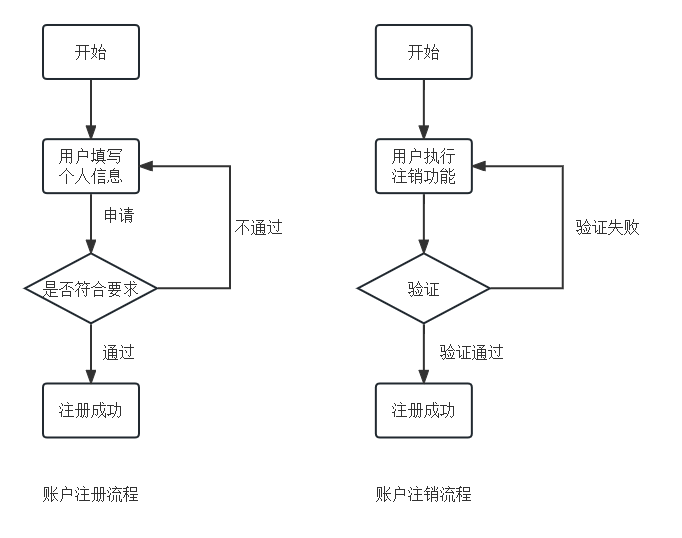 开始
用户填写
个人信息
申请
不通过
是否符合要求
通过
注册成功
账户注册流程
开始
用户执行
注销功能
验证失败
验证
验证通过
注册成功
账户注销流程